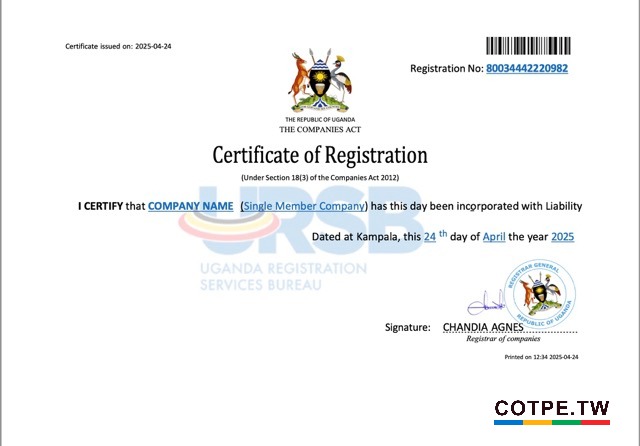 Certificate issued on: 2025-04-24
Registration No: 80034442220982
THE REPUBLIC OF UGANDA
THE COMPANIES ACT
Certificate of Registration
(Under Section 18(3) of the Companies Act 2012)
I CERTIFY that COMPANY NAME (Single Member Company) has this day been incorporated with Liability
Dated at Kampala, this 24 th day of April the year 2025
URSB
UGANDA REGISTRATION
SERVICES BUREAU
REGISTRAR GENERAL
REPUBLIC OF UGANDA
Signature: CHANDIA AGNES
Registrar of companies
Printed on 12:34 2025-04-24
COTPE.TW